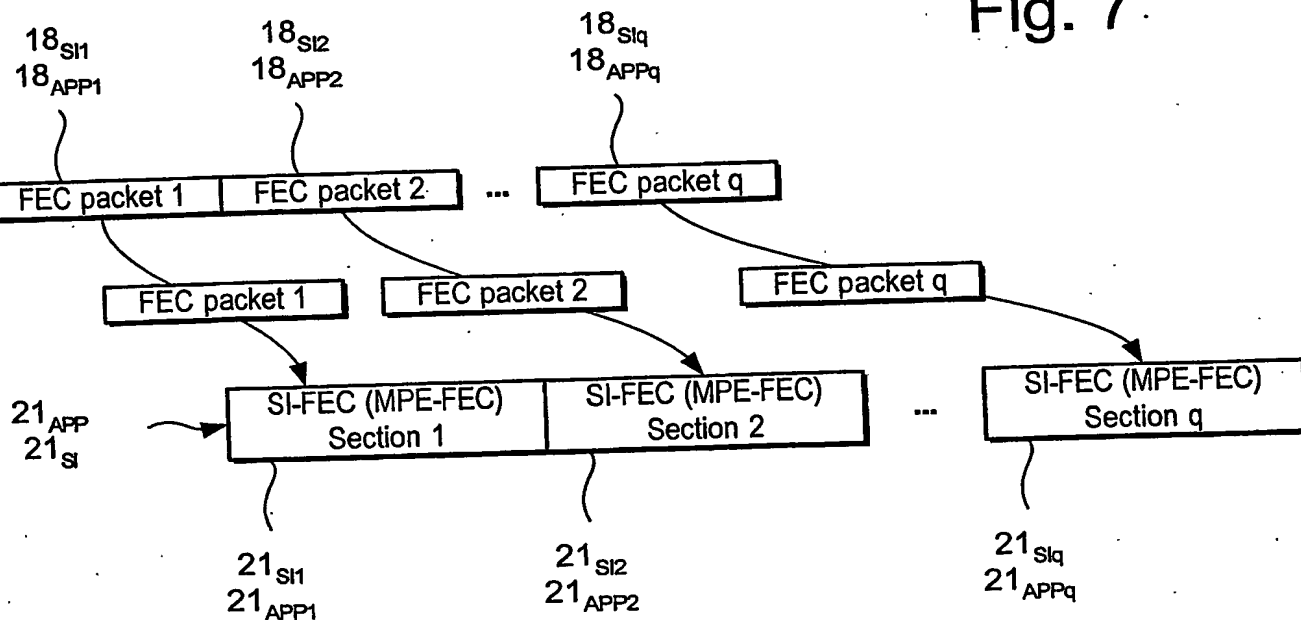 Fig. 7
18SI1
18APP1
18SI2
18APP2
18SIq
18APPq
FEC packet 1
FEC packet 2
...
FEC packet q
FEC packet 1
FEC packet 2
FEC packet q
21APP
21SI
SI-FEC (MPE-FEC)
Section 1
SI-FEC (MPE-FEC)
Section 2
...
SI-FEC (MPE-FEC)
Section q
21SI1
21APP1
21SI2
21APP2
21SIq
21APPq